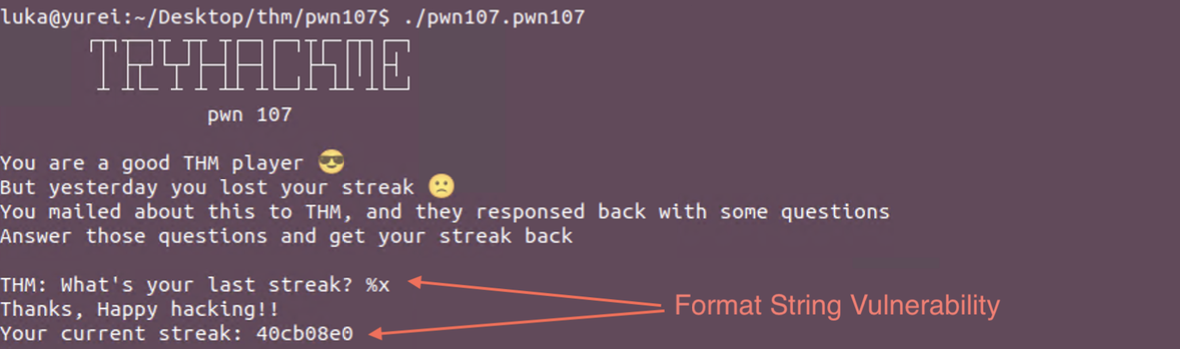 luka@yurei:~/Desktop/thm/pwn107$ ./pwn107.pwn107
TRYHACKME
pwn 107
You are a good THM player 😎
But yesterday you lost your streak 🙁
You mailed about this to THM, and they responsed back with some questions
Answer those questions and get your streak back
THM: What's your last streak? %x
Thanks, Happy hacking!!
Your current streak: 40cb08e0
Format String Vulnerability